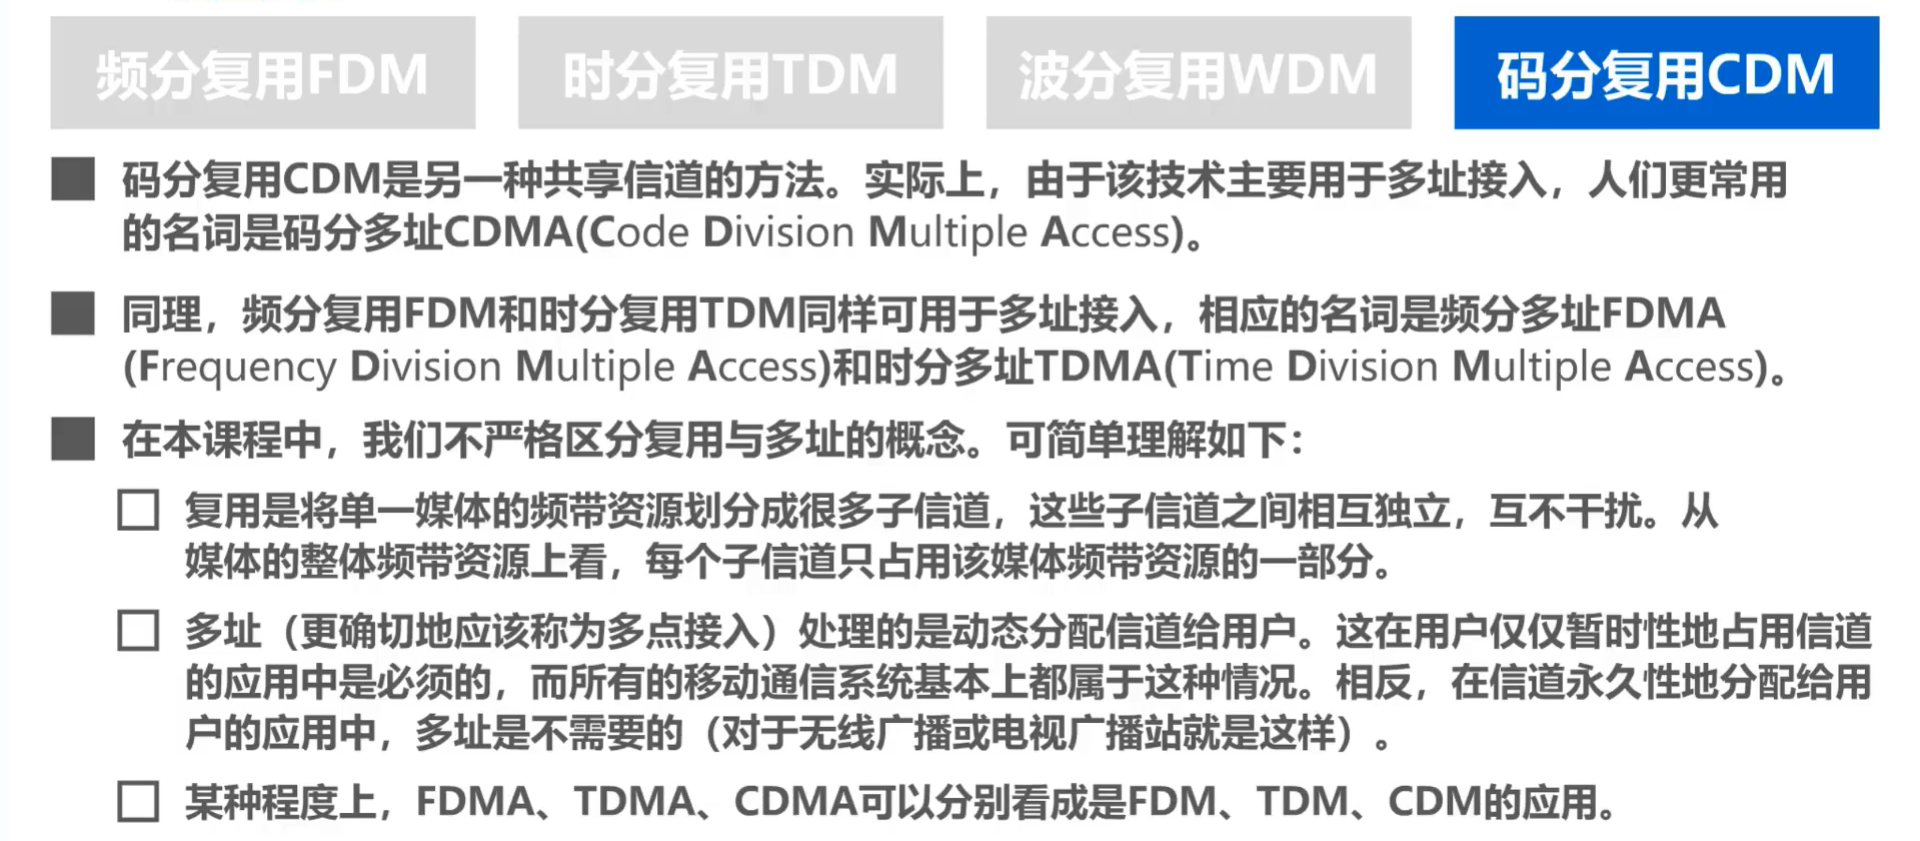 频分复用FDM
时分复用TDM
波分复用WDM
码分复用CDM
码分复用CDM是另一种共享信道的方法。实际上，由于该技术主要用于多址接入，人们更常用
的名词是码分多址CDMA(Code Division Multiple Access)。
同理，频分复用FDM和时分复用TDM同样可用于多址接入，相应的名词是频分多址FDMA
(Frequency Division Multiple Access)和时分多址TDMA(Time Division Multiple Access)。
在本课程中，我们不严格区分复用与多址的概念。可简单理解如下：
复用是将单一媒体的频带资源划分成很多子信道，这些子信道之间相互独立，互不干扰。从
媒体的整体频带资源上看，每个子信道只占用该媒体频带资源的一部分。
多址（更确切地应该称为多点接入）处理的是动态分配信道给用户。这在用户仅仅暂时性地占用信道
的应用中是必须的，而所有的移动通信系统基本上都属于这种情况。相反，在信道永久性地分配给用
户的应用中，多址是不需要的（对于无线广播或电视广播站就是这样）。
某种程度上，FDMA、TDMA、CDMA可以分别看成是FDM、TDM、CDM的应用。